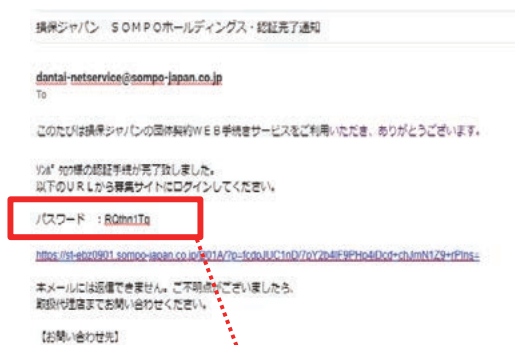 損保ジャパン　ＳＯＭＰＯホールディングス・認証完了通知
dantai-netservice@sompo-japan.co.jp
To
このたびは損保ジャパンの団体契約ＷＥＢ手続きサービスをご利用いただき、ありがとうございます。
様の認証手続が完了致しました。
以下のＵＲＬから募集サイトにログインしてください。
パスワード ：RQthn1Tq
本メールには返信できません。ご不明点がございましたら、
取扱代理店までお問い合わせください。
【お問い合わせ先】